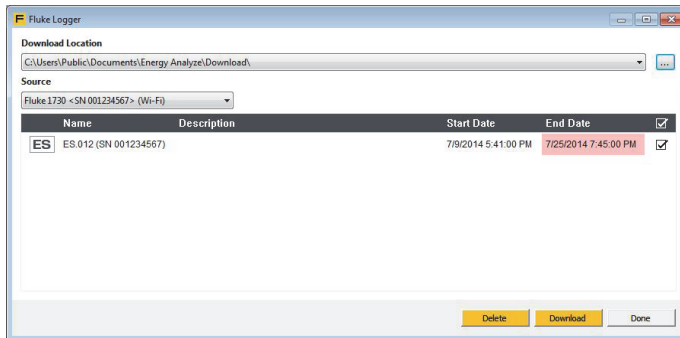 F Fluke Logger
Download Location
C:\Users\Public\Documents\Energy Analyze\Download\
...
Source
Fluke 1730 <SN 001234567> (Wi-Fi)
Name Description Start Date End Date
ES ES.012 (SN 001234567) 7/9/2014 5:41:00 PM 7/25/2014 7:45:00 PM
Delete Download Done